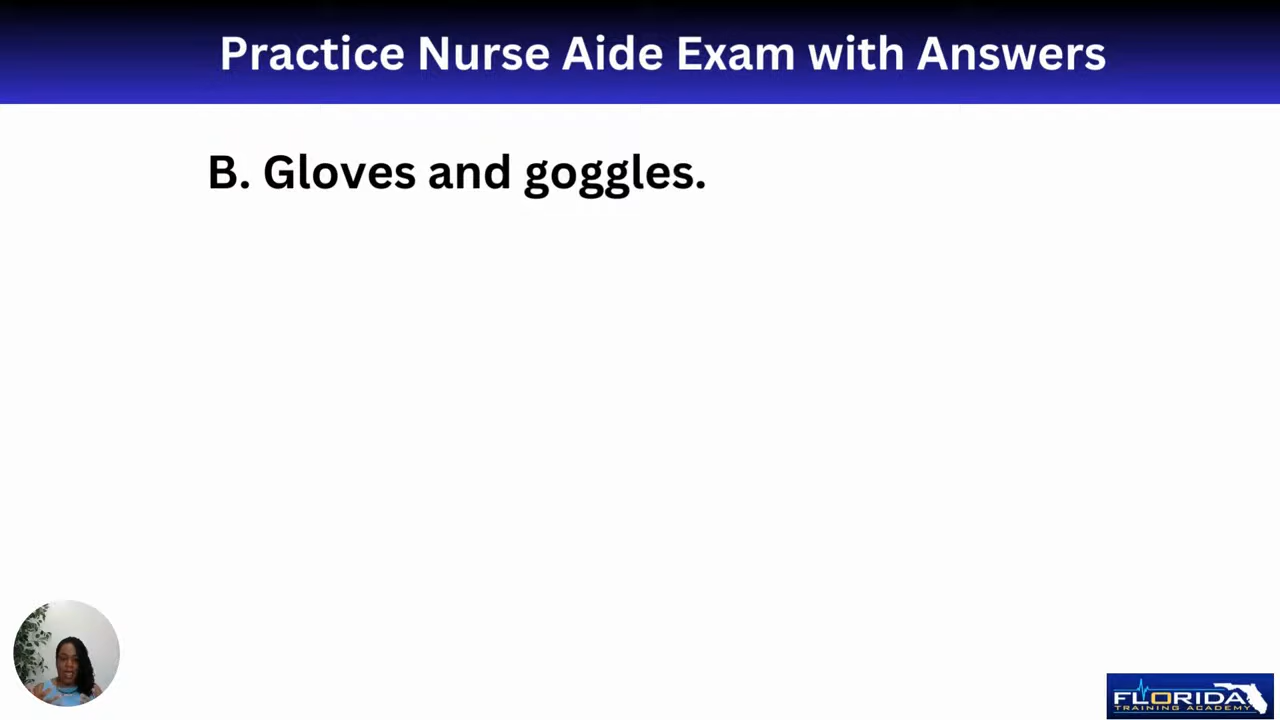 Practice Nurse Aide Exam with Answers
B. Gloves and goggles.
FLORIDA
TRAINING ACADEMY